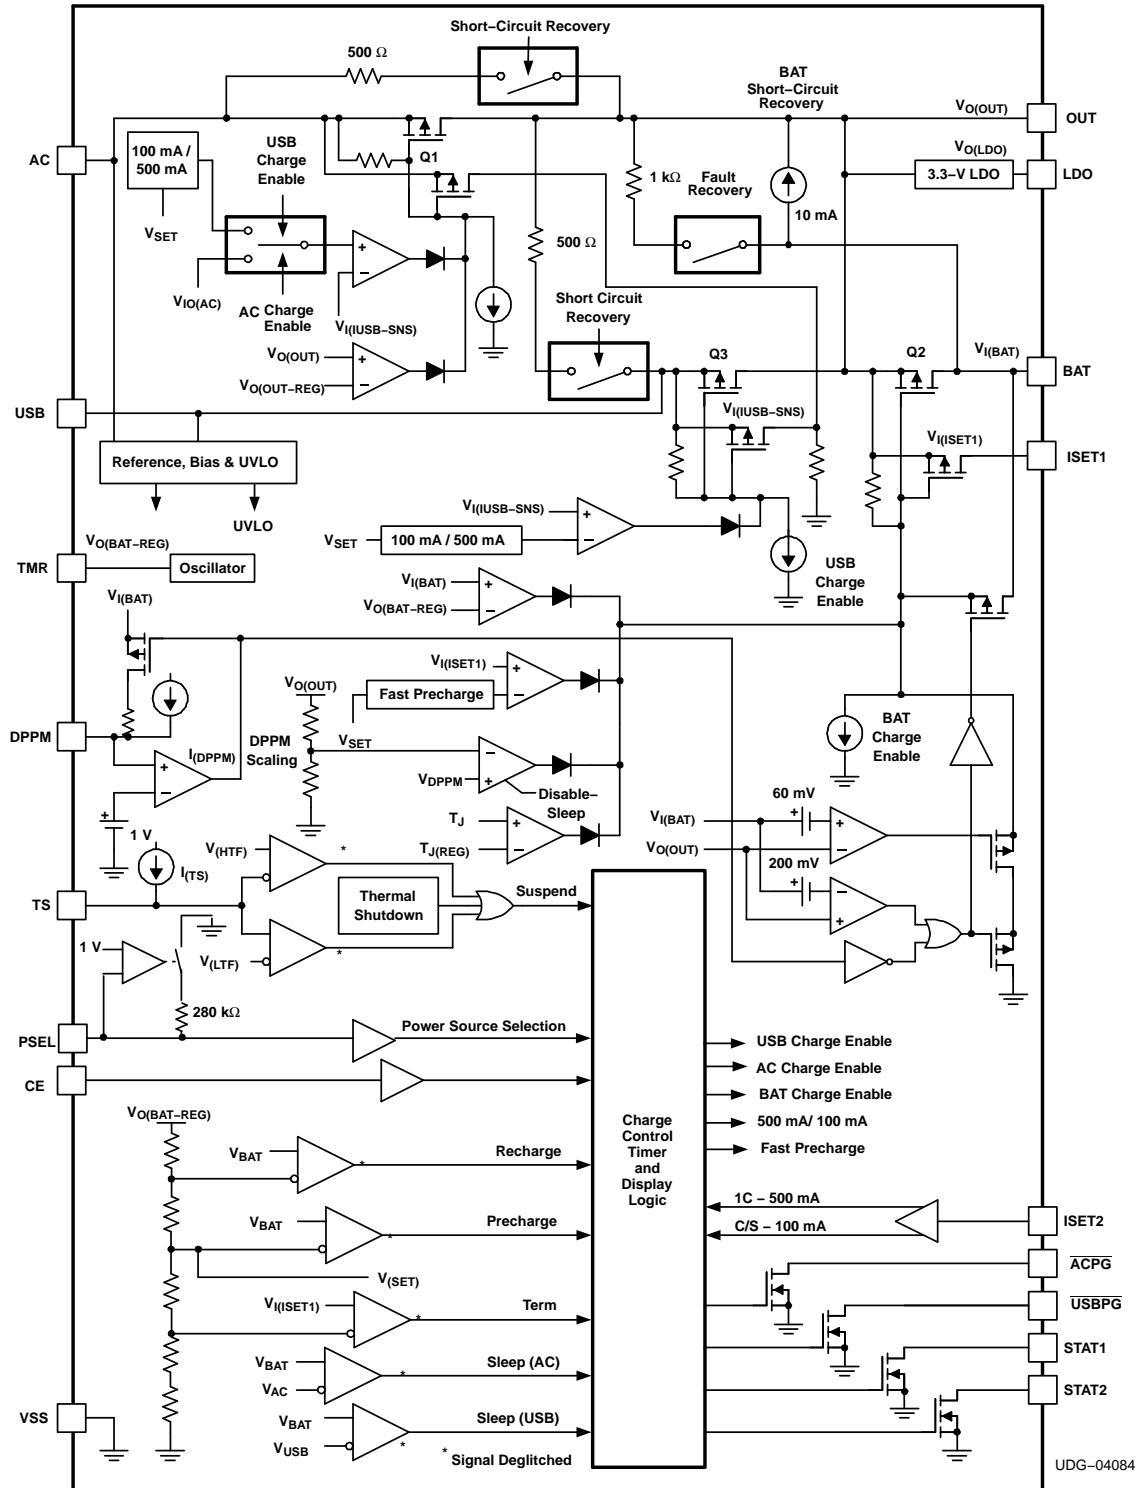 Short−Circuit Recovery
500 Ω
BAT
Short−Circuit
Recovery
VO(OUT)
OUT
AC
100 mA /
500 mA
USB
Charge
Enable
Q1
VO(LDO)
3.3−V LDO
LDO
1 kΩ
Fault
Recovery
10 mA
VSET
500 Ω
VIO(AC)
AC Charge
Enable
VI(IUSB−SNS)
Short Circuit
Recovery
VO(OUT)
VO(OUT−REG)
Q3
Q2
VI(BAT)
BAT
USB
VI(IUSB−SNS)
VI(ISET1)
ISET1
Reference, Bias & UVLO
UVLO
VI(IUSB−SNS)
VSET
100 mA / 500 mA
VO(BAT−REG)
TMR
Oscillator
USB
Charge
Enable
VI(BAT)
VO(BAT−REG)
VI(BAT)
VI(ISET1)
Fast Precharge
VO(OUT)
VSET
DPPM
I(DPPM)
DPPM
Scaling
BAT
Charge
Enable
VDPPM
Disable−
Sleep
60 mV
1 V
TJ
TJ(REG)
VI(BAT)
VO(OUT)
V(HTF)
*
200 mV
I(TS)
TS
Thermal
Shutdown
Suspend
1 V
V(LTF)
*
280 kΩ
PSEL
Power Source Selection
CE
USB Charge Enable
AC Charge Enable
BAT Charge Enable
500 mA/ 100 mA
Fast Precharge
VO(BAT−REG)
Charge
Control
Timer
and
Display
Logic
VBAT
*
Recharge
1C − 500 mA
C/S − 100 mA
ISET2
VBAT
*
Precharge
V(SET)
ACPG
VI(ISET1)
*
Term
USBPG
VBAT
VAC
*
Sleep (AC)
STAT1
STAT2
VSS
VBAT
VUSB
*
Sleep (USB)
* Signal Deglitched
UDG−04084